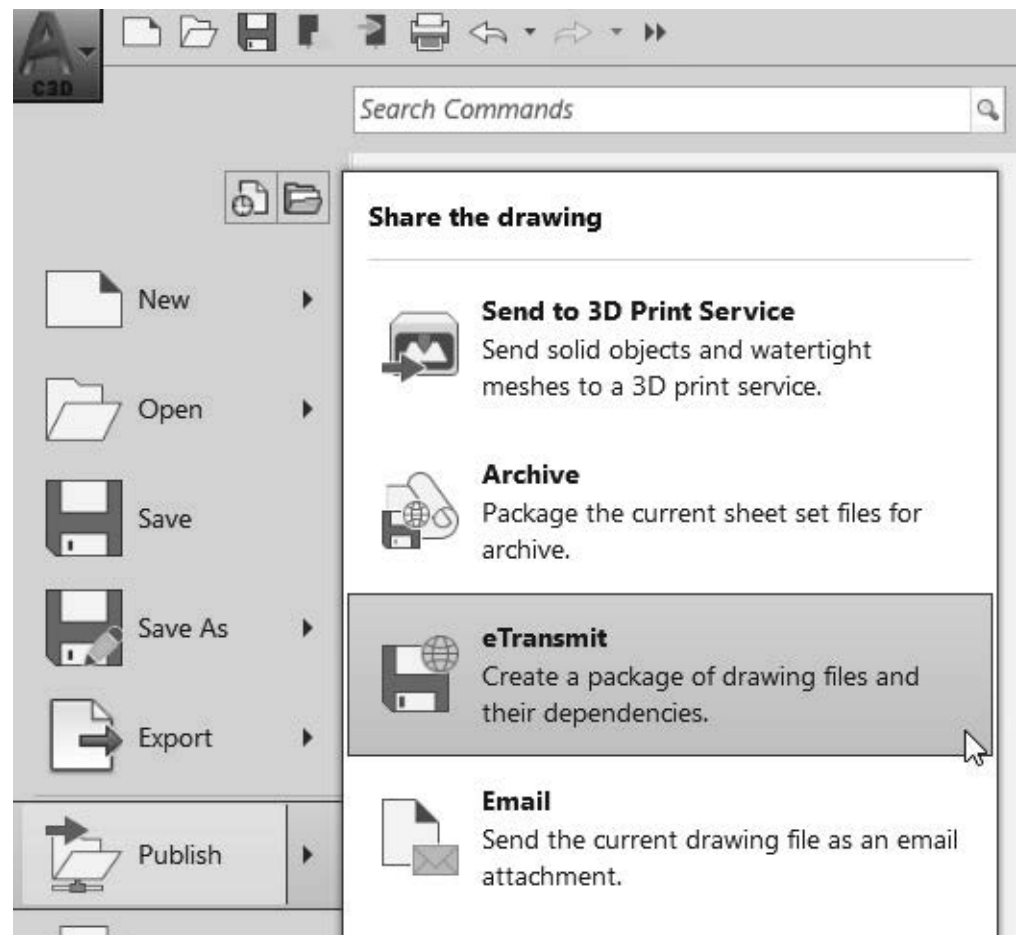 A
C3D
Search Commands
Share the drawing
New
Open
Save
Save As
Export
Publish
Send to 3D Print Service
Send solid objects and watertight
meshes to a 3D print service.
Archive
Package the current sheet set files for
archive.
eTransmit
Create a package of drawing files and
their dependencies.
Email
Send the current drawing file as an email
attachment.